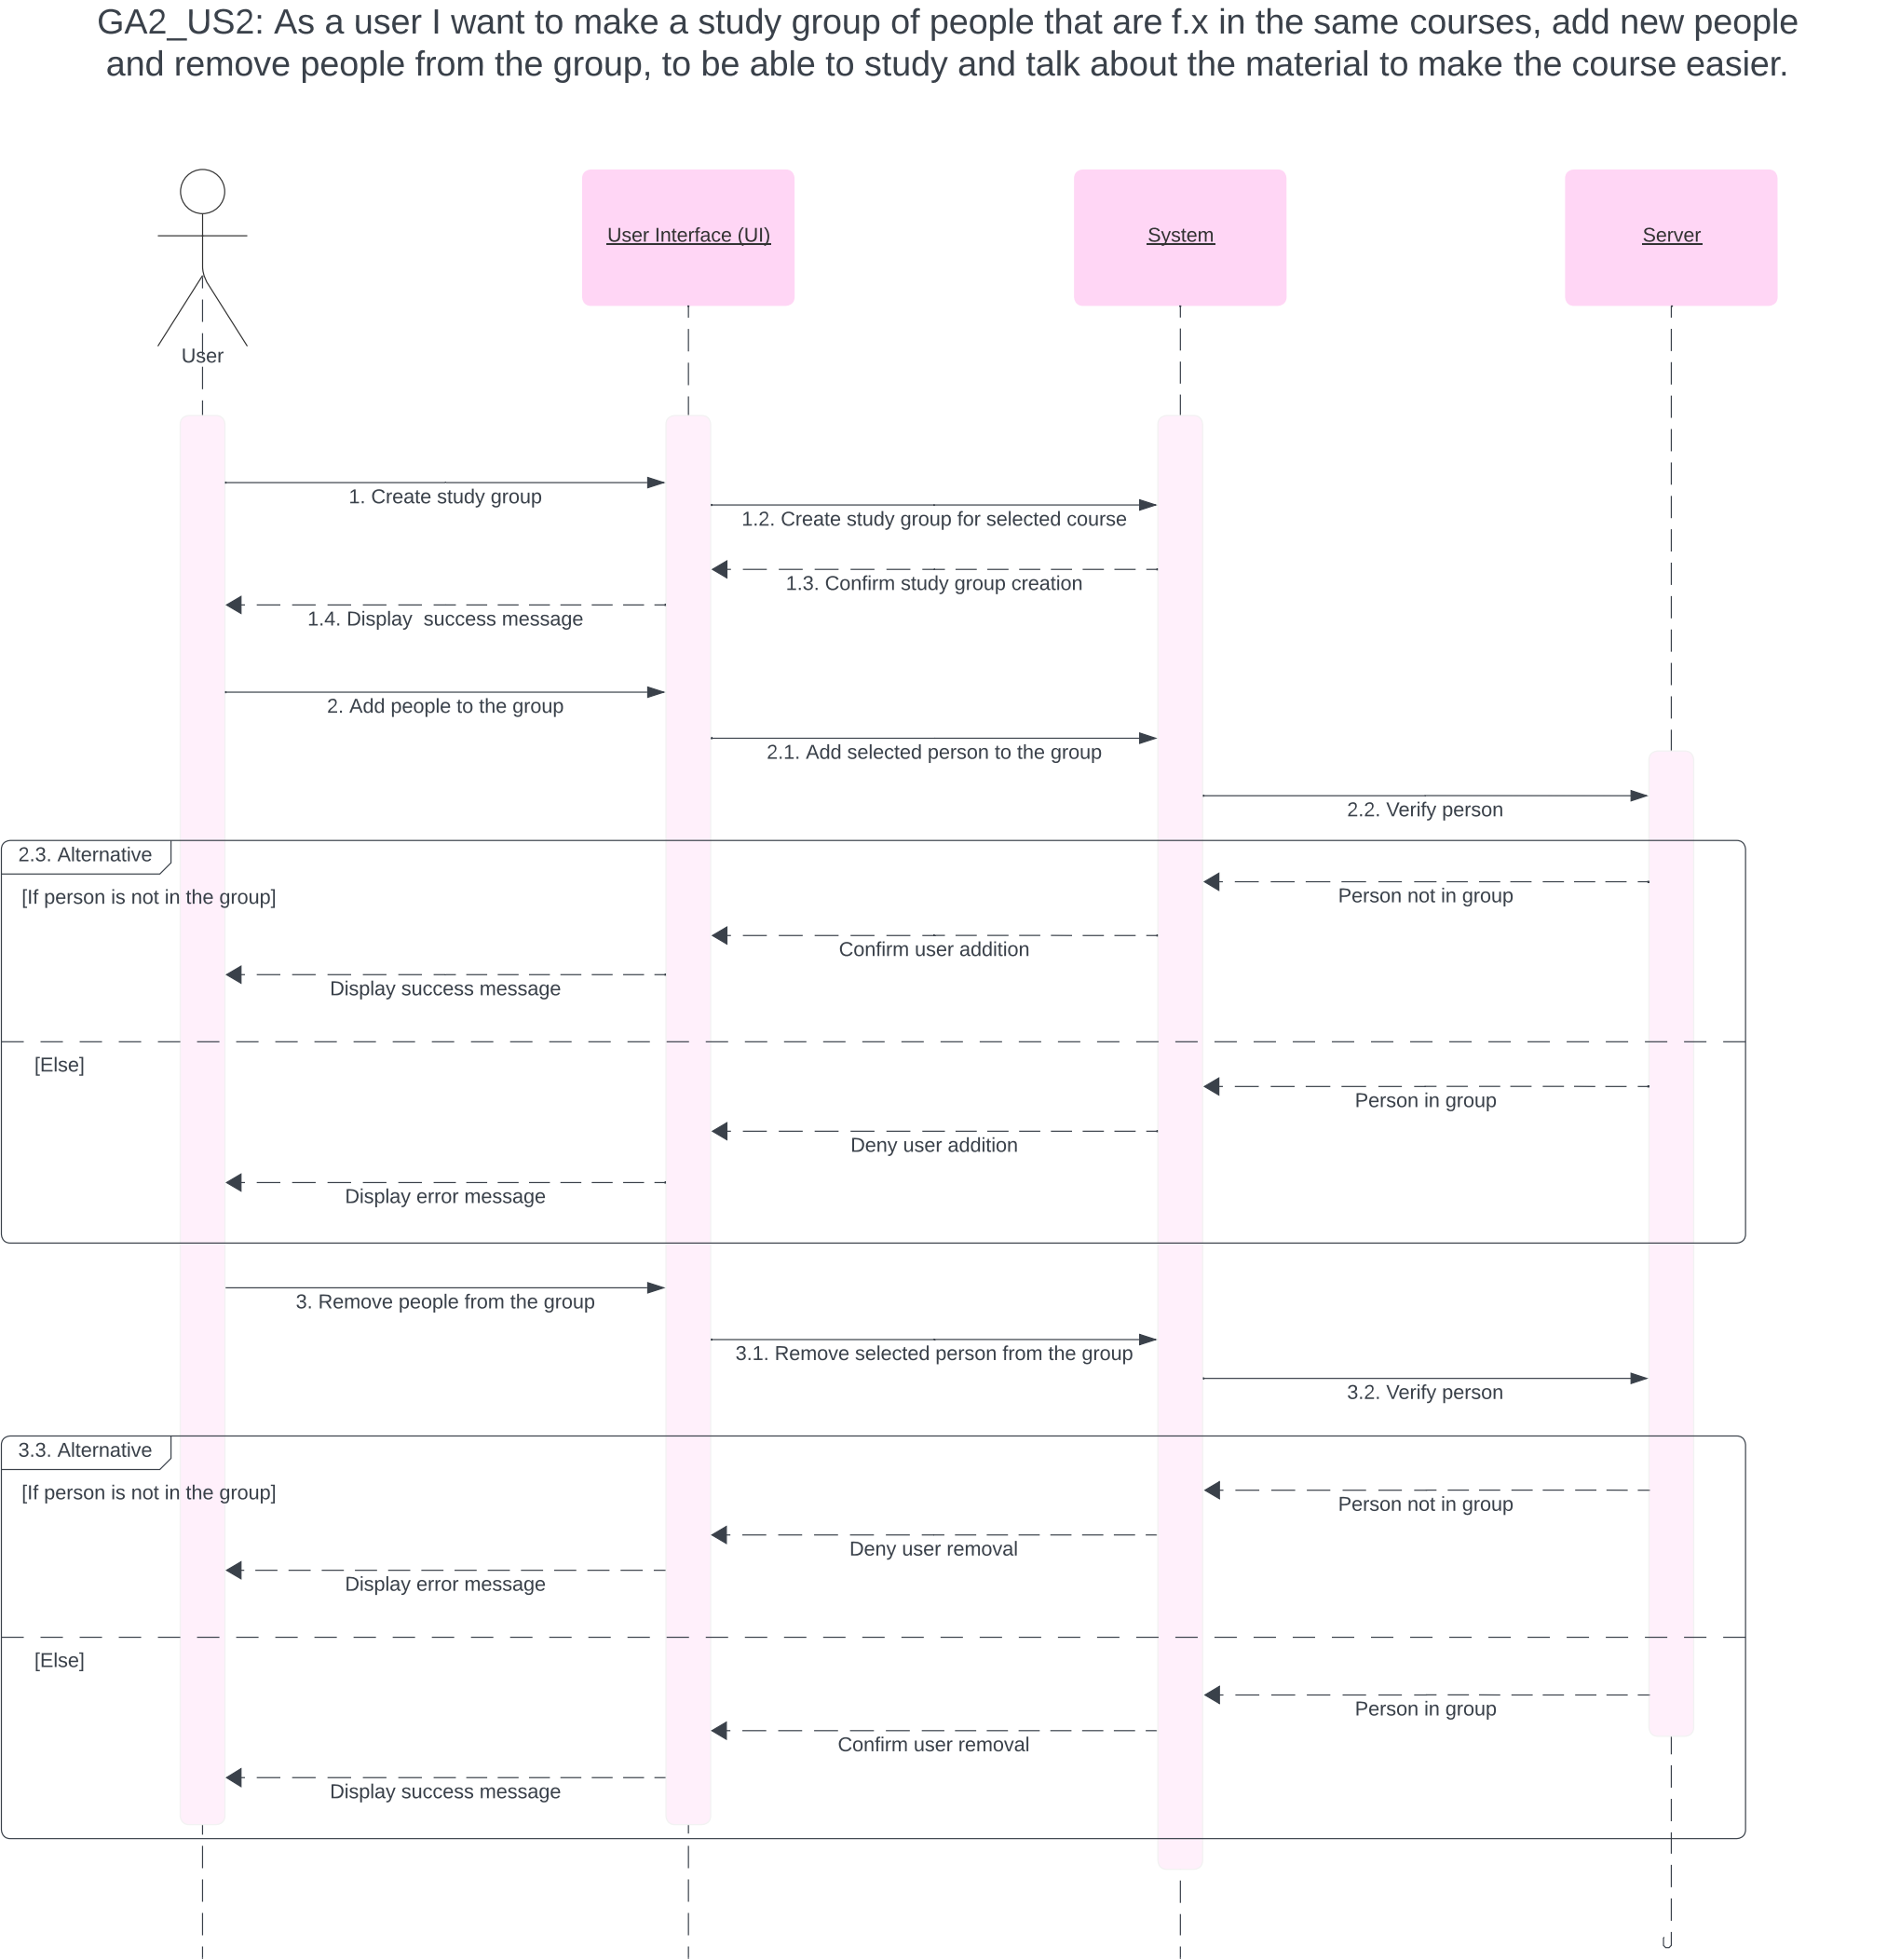 GA2_US2: As a user I want to make a study group of people that are f.x in the same courses, add new people
and remove people from the group, to be able to study and talk about the material to make the course easier.
User Interface (UI)
System
Server
User
1. Create study group
1.2. Create study group for selected course
1.3. Confirm study group creation
1.4. Display  success message
2. Add people to the group
2.1. Add selected person to the group
2.2. Verify person
2.3. Alternative
[If person is not in the group]
Person not in group
Confirm user addition
Display success message
[Else]
Person in group
Deny user addition
Display error message
3. Remove people from the group
3.1. Remove selected person from the group
3.2. Verify person
3.3. Alternative
[If person is not in the group]
Person not in group
Deny user removal
Display error message
[Else]
Person in group
Confirm user removal
Display success message